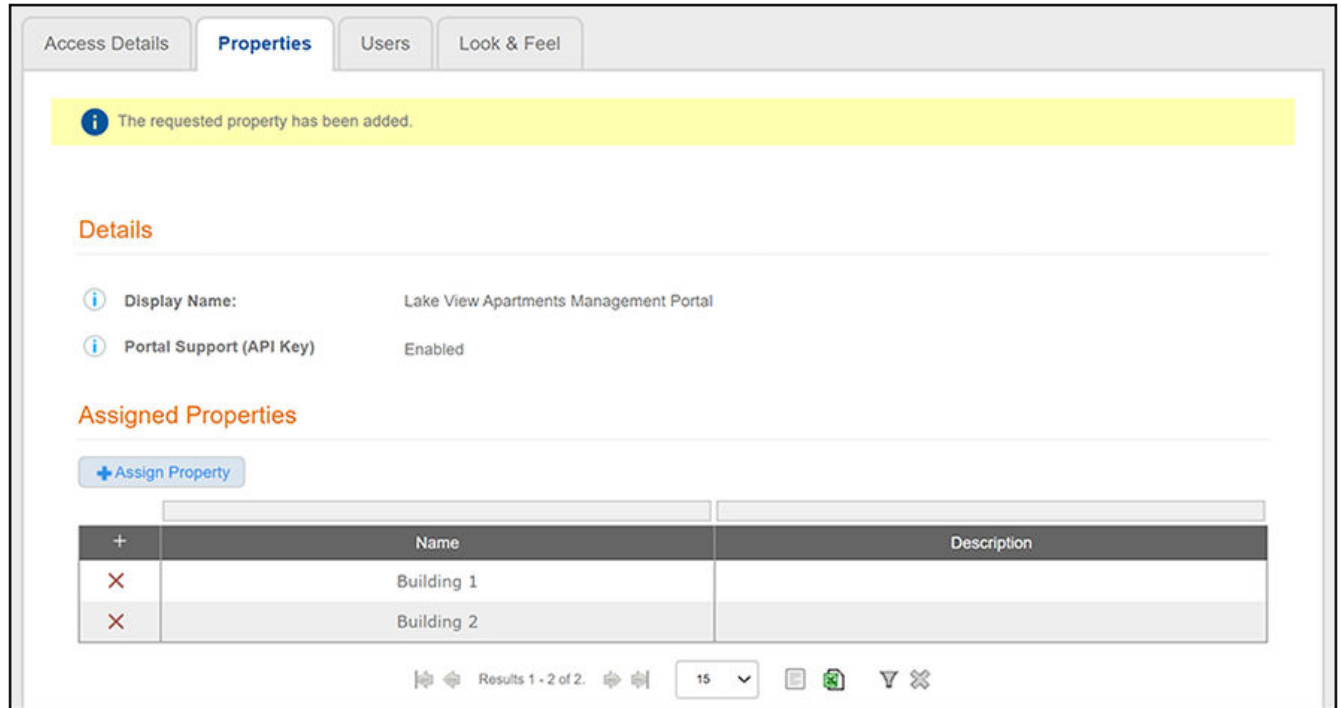 Access Details Properties Users Look & Feel
The requested property has been added.
Details
Display Name: Lake View Apartments Management Portal
Portal Support (API Key) Enabled
Assigned Properties
+ Assign Property
+ Name Description
Building 1
Building 2
Results 1 - 2 of 2. 15